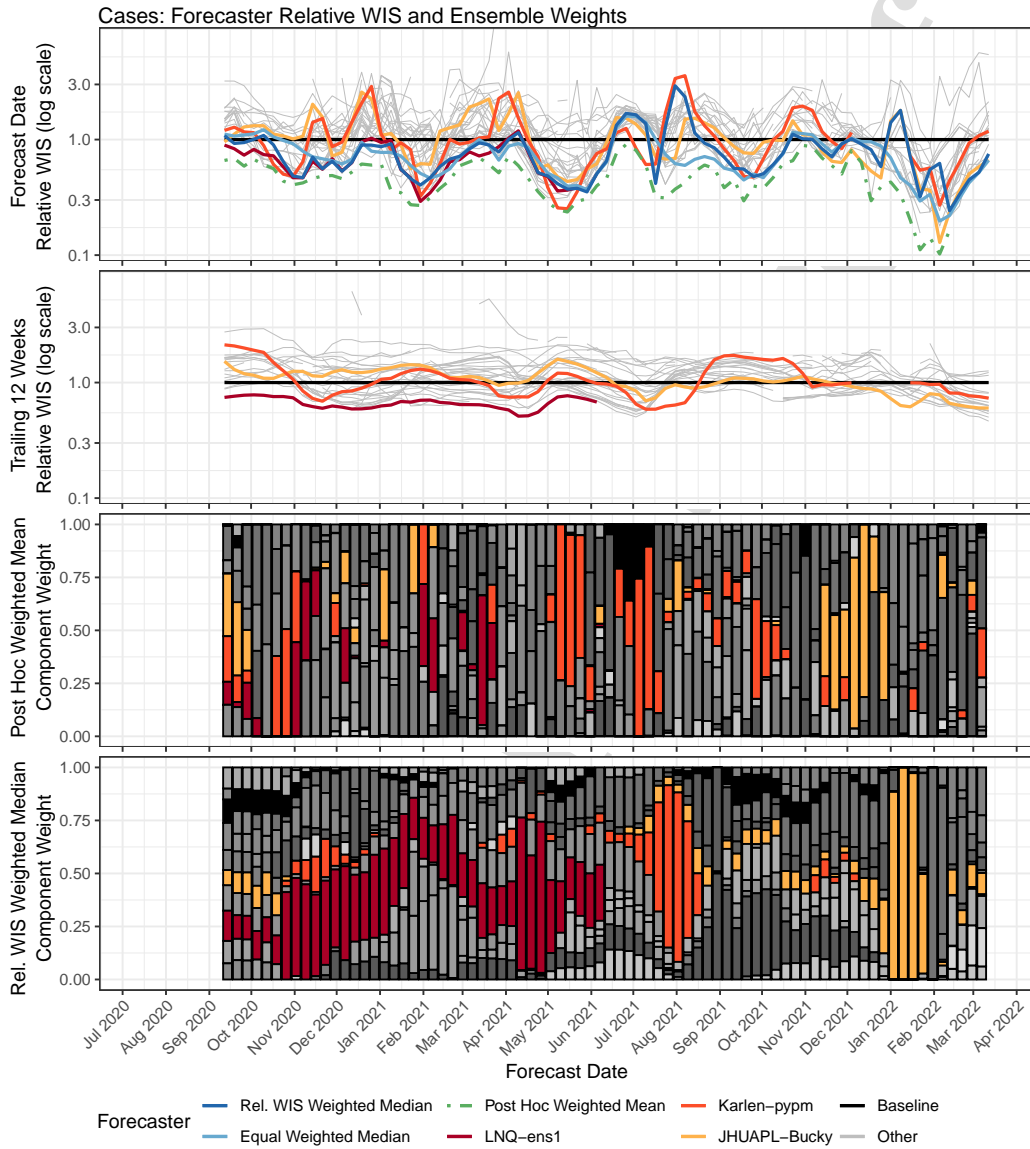 Cases: Forecaster Relative WIS and Ensemble Weights
Forecast Date
Relative WIS (log scale)
3.0
1.0
0.3
0.1
Trailing 12 Weeks
Relative WIS (log scale)
3.0
1.0
0.3
0.1
Post Hoc Weighted Mean
Component Weight
1.00
0.75
0.50
0.25
0.00
Rel. WIS Weighted Median
Component Weight
1.00
0.75
0.50
0.25
0.00
Jul 2020
Aug 2020
Sep 2020
Oct 2020
Nov 2020
Dec 2020
Jan 2021
Feb 2021
Mar 2021
Apr 2021
May 2021
Jun 2021
Jul 2021
Aug 2021
Sep 2021
Oct 2021
Nov 2021
Dec 2021
Jan 2022
Feb 2022
Mar 2022
Apr 2022
Forecast Date
Forecaster
Rel. WIS Weighted Median
Post Hoc Weighted Mean
Karlen−pypm
Baseline
Equal Weighted Median
LNQ−ens1
JHUAPL−Bucky
Other